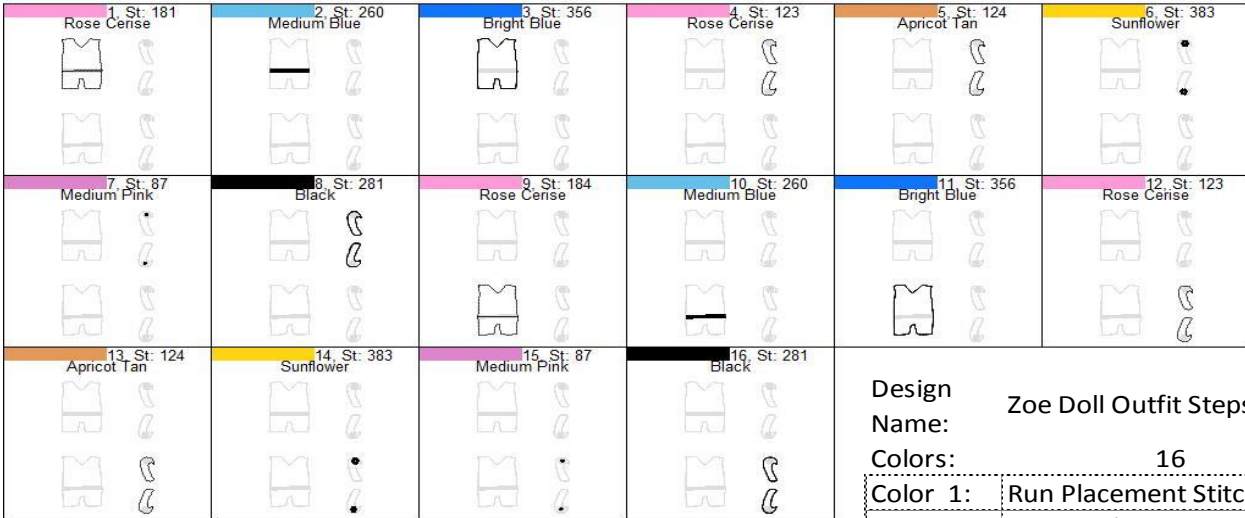 1, St: 181
Rose Cerise
2, St: 260
Medium Blue
3, St: 356
Bright Blue
4, St: 123
Rose Cerise
5, St: 124
Apricot Tan
6, St: 383
Sunflower
7, St: 87
Medium Pink
8, St: 281
Black
9, St: 184
Rose Cerise
10, St: 260
Medium Blue
11, St: 356
Bright Blue
12, St: 123
Rose Cerise
13, St: 124
Apricot Tan
14, St: 383
Sunflower
15, St: 87
Medium Pink
16, St: 281
Black
Design Name: Zoe Doll Outfit Steps
Colors: 16
Color 1: Run Placement Stitc